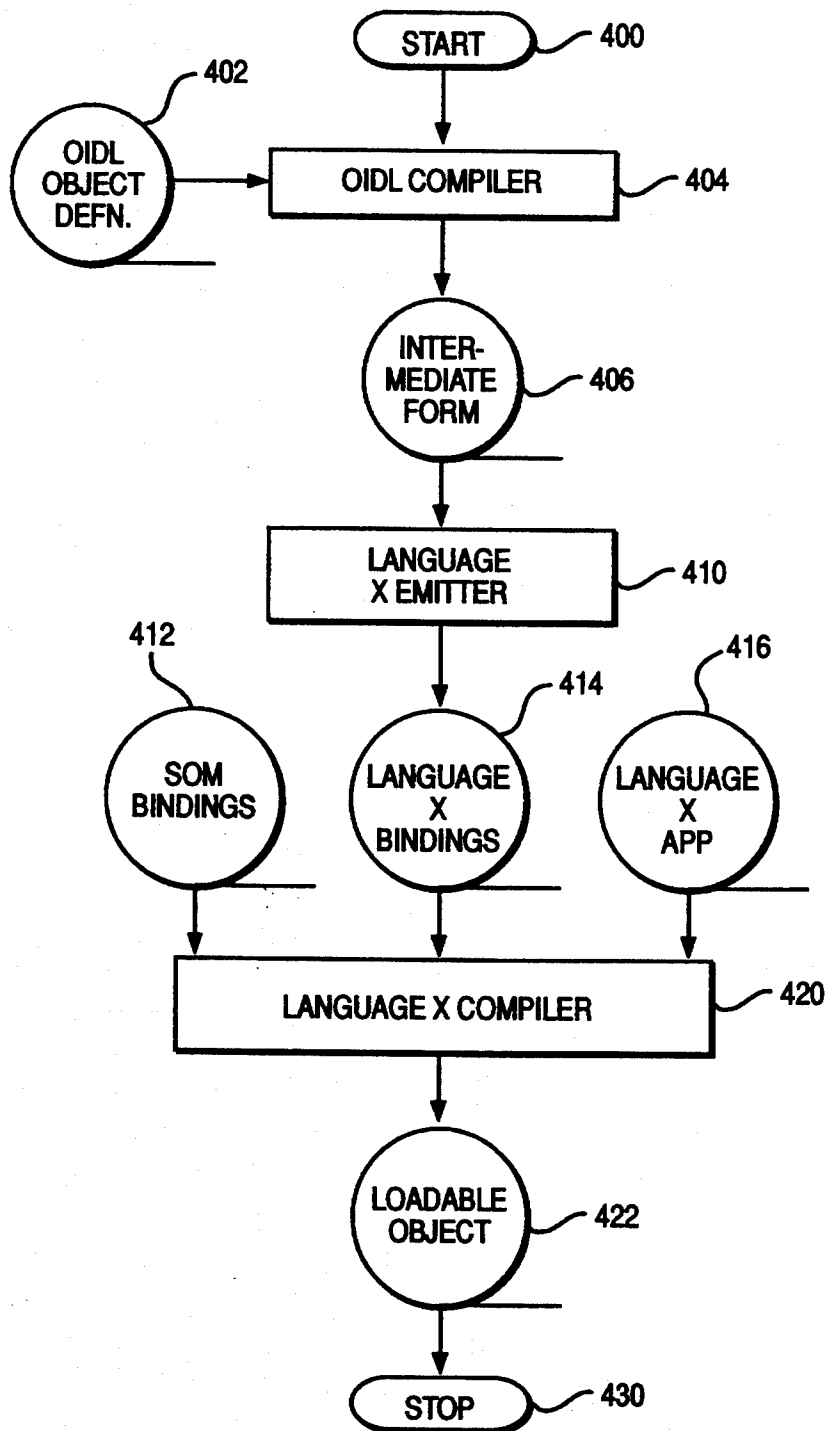 START
400
402
OIDL
OBJECT
DEFN.
OIDL COMPILER
404
INTER-
MEDIATE
FORM
406
LANGUAGE
X EMITTER
410
412
414
416
SOM
BINDINGS
LANGUAGE
X
BINDINGS
LANGUAGE
X
APP
LANGUAGE X COMPILER
420
LOADABLE
OBJECT
422
STOP
430